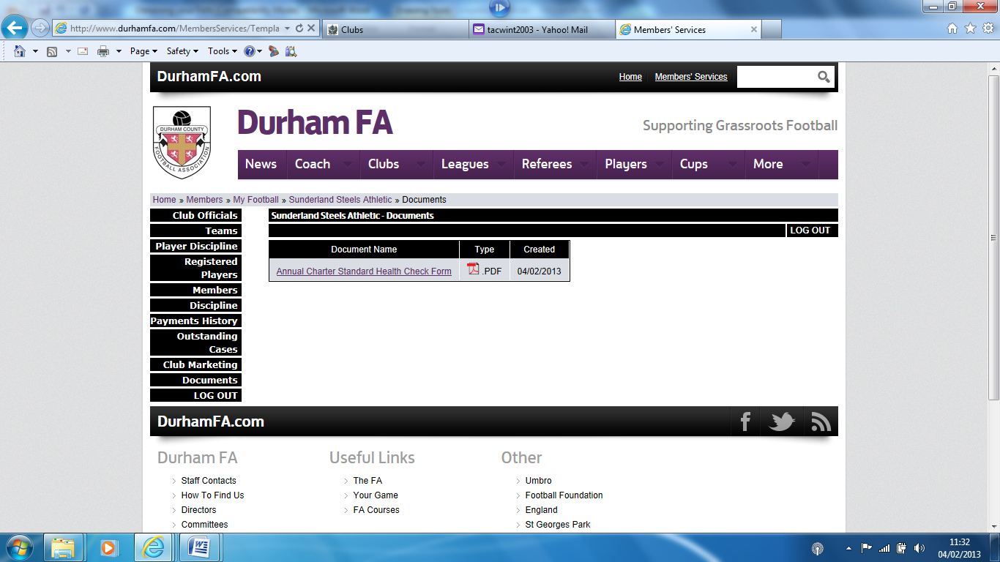 http://www.durhamfa.com/MembersServices/Templa
Clubs
tacwint2003 - Yahoo! Mail
Members' Services
Page
Safety
Tools
DurhamFA.com
Home
Members' Services
DURHAM COUNTY
FOOTBALL ASSOCIATION
Durham FA
Supporting Grassroots Football
News
Coach
Clubs
Leagues
Referees
Players
Cups
More
Home » Members » My Football » Sunderland Steels Athletic » Documents
Club Officials
Teams
Player Discipline
Registered
Players
Members
Discipline
Payments History
Outstanding
Cases
Club Marketing
Documents
LOG OUT
Sunderland Steels Athletic - Documents
LOG OUT
Document Name Type Created
Annual Charter Standard Health Check Form .PDF 04/02/2013
DurhamFA.com
Durham FA
Staff Contacts
How To Find Us
Directors
Committees
Useful Links
The FA
Your Game
FA Courses
Other
Umbro
Football Foundation
England
St Georges Park
11:32
04/02/2013